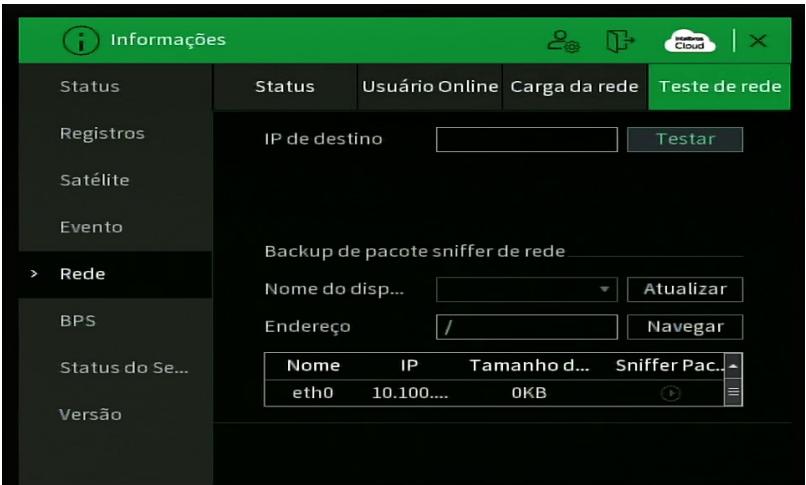 Informações
intelbras Cloud
Status
Registros
Satélite
Evento
Rede
BPS
Status do Se...
Versão
Status Usuário Online Carga da rede Teste de rede
IP de destino Testar
Backup de pacote sniffer de rede
Nome do disp... Atualizar
Endereço / Navegar
Nome IP Tamanho d... Sniffer Pac...
eth0 10.100.... 0KB